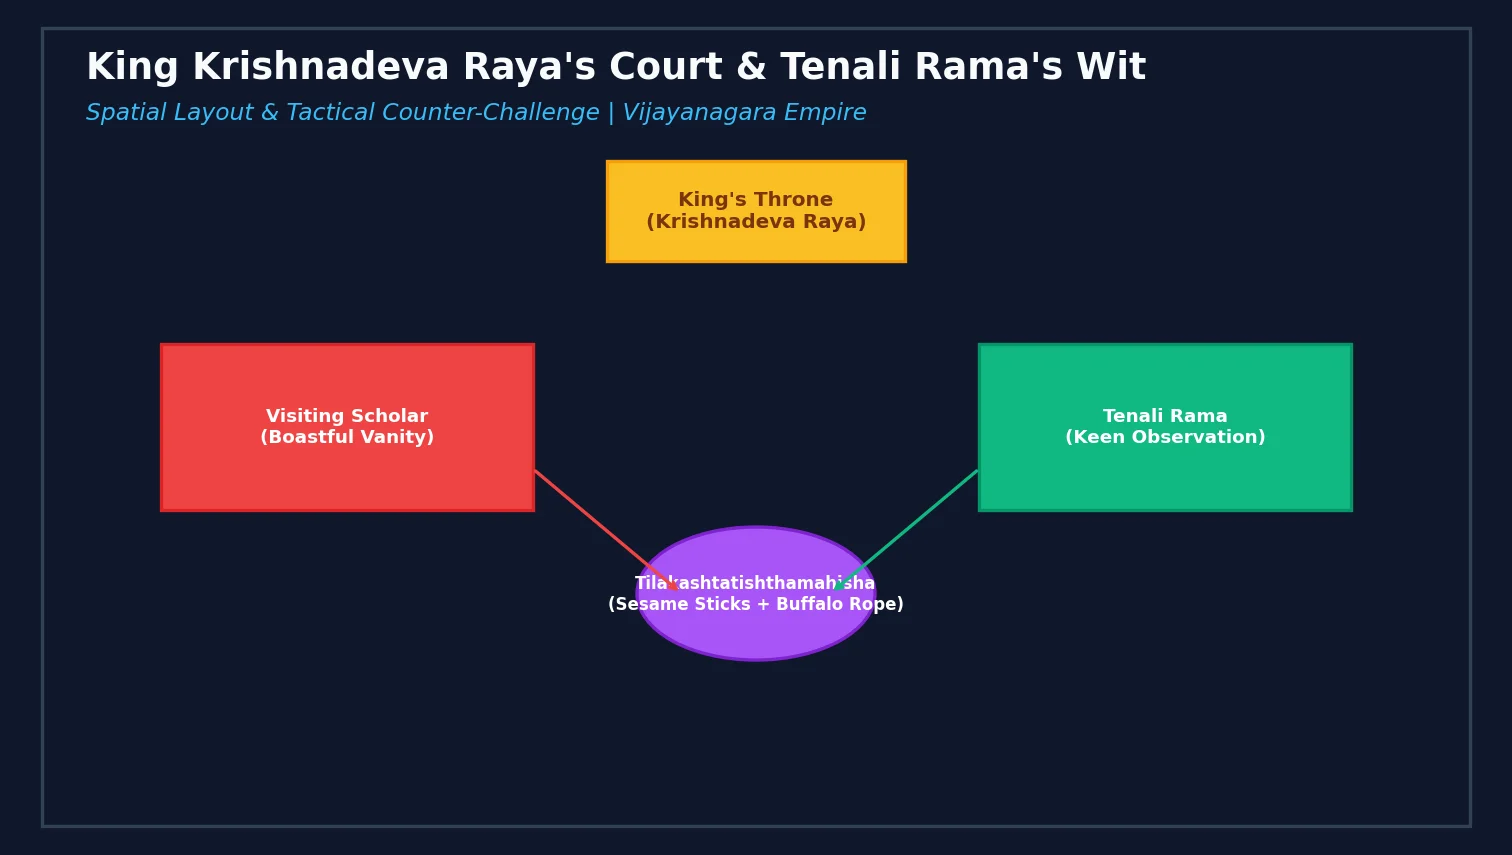 King Krishnadeva Raya's Court & Tenali Rama's Wit
Spatial Layout & Tactical Counter-Challenge | Vijayanagara Empire
King's Throne
(Krishnadeva Raya)
Visiting Scholar
(Boastful Vanity)
Tenali Rama
(Keen Observation)
Tilakashtatishthamahisha
(Sesame Sticks + Buffalo Rope)